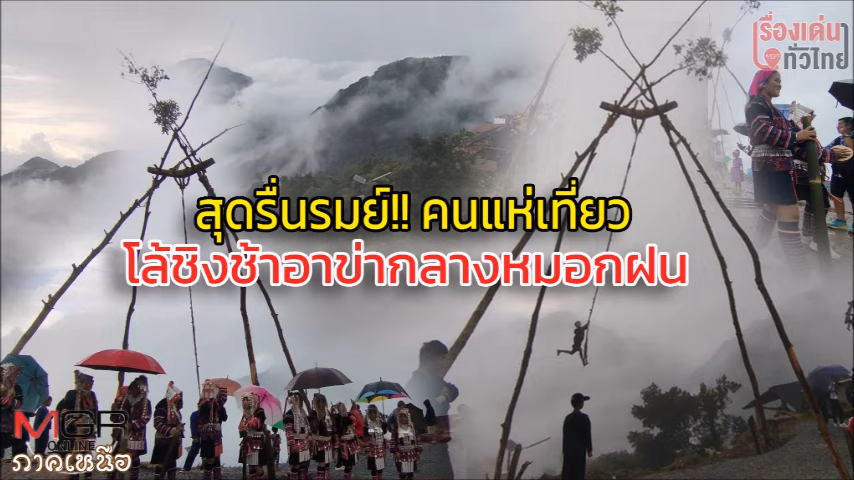 เรื่องเด่น
ทั่วไทย
สุดรื่นรมย์!! คนแห่เที่ยว
โล้ชิงช้าอาข่ากลางหมอกฝน
MGR
ONLINE
ภาคเหนือ